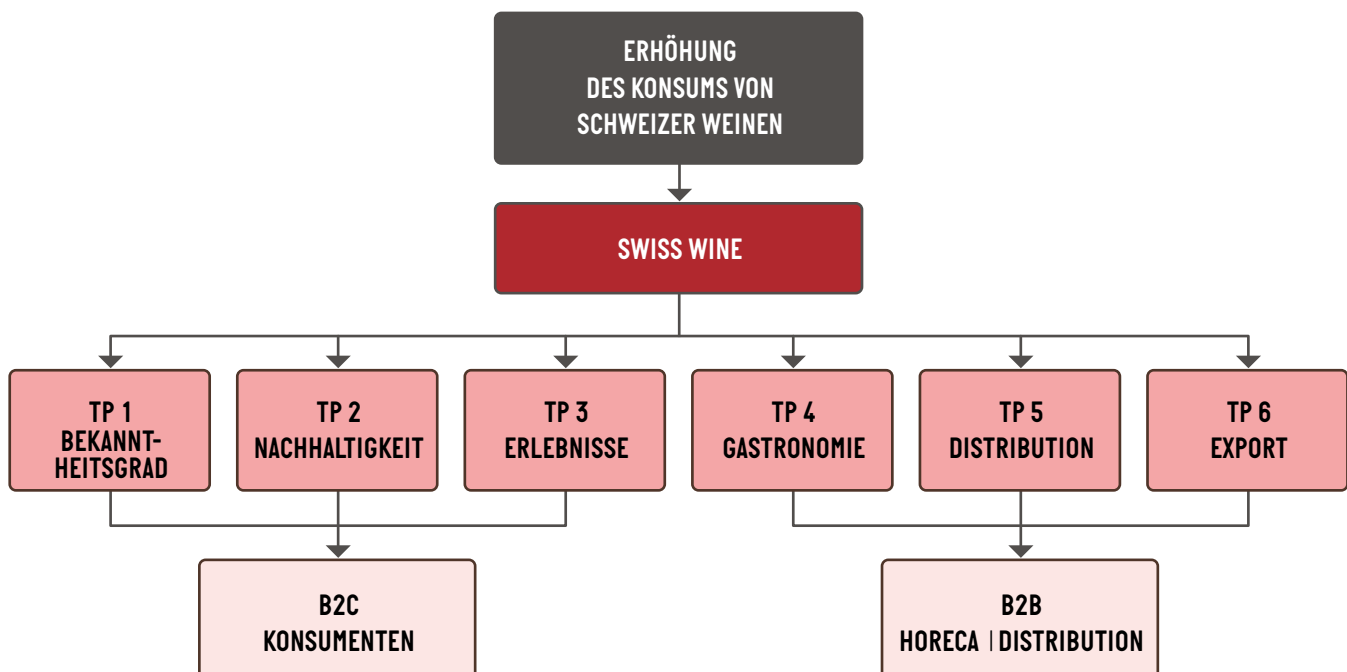 ERHÖHUNG
DES KONSUMS VON
SCHWEIZER WEINEN
SWISS WINE
TP 1
BEKANNT-
HEITSGRAD
TP 2
NACHHALTIGKEIT
TP 3
ERLEBNISSE
TP 4
GASTRONOMIE
TP 5
DISTRIBUTION
TP 6
EXPORT
B2C
KONSUMENTEN
B2B
HORECA | DISTRIBUTION